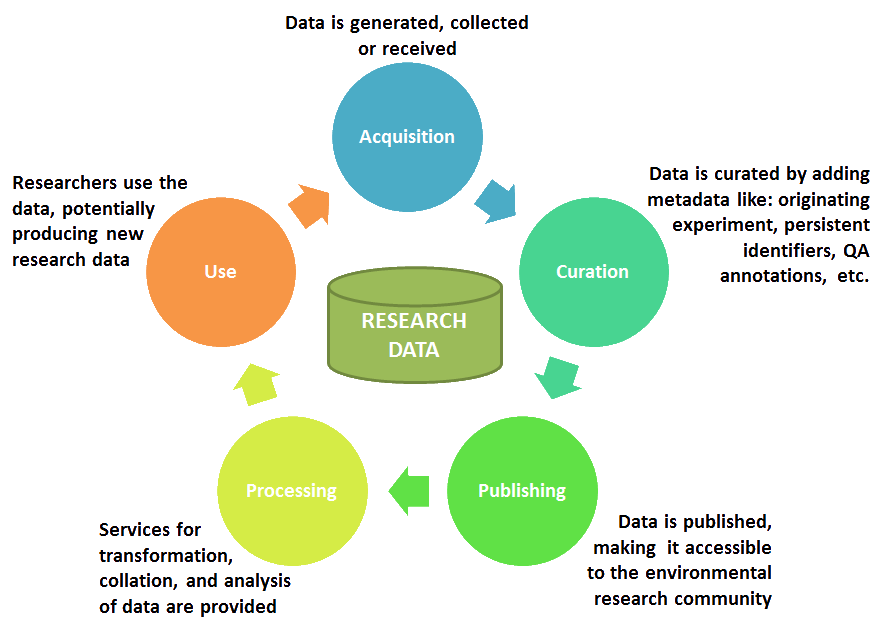 Data is generated, collected
or received
Acquisition
Data is curated by adding
metadata like: originating
experiment, persistent
identifiers, QA
annotations, etc.
Curation
Data is published,
making it accessible
to the environmental
research community
Publishing
Processing
Services for
transformation,
collation, and analysis
of data are provided
Use
Researchers use the
data, potentially
producing new
research data
RESEARCH
DATA